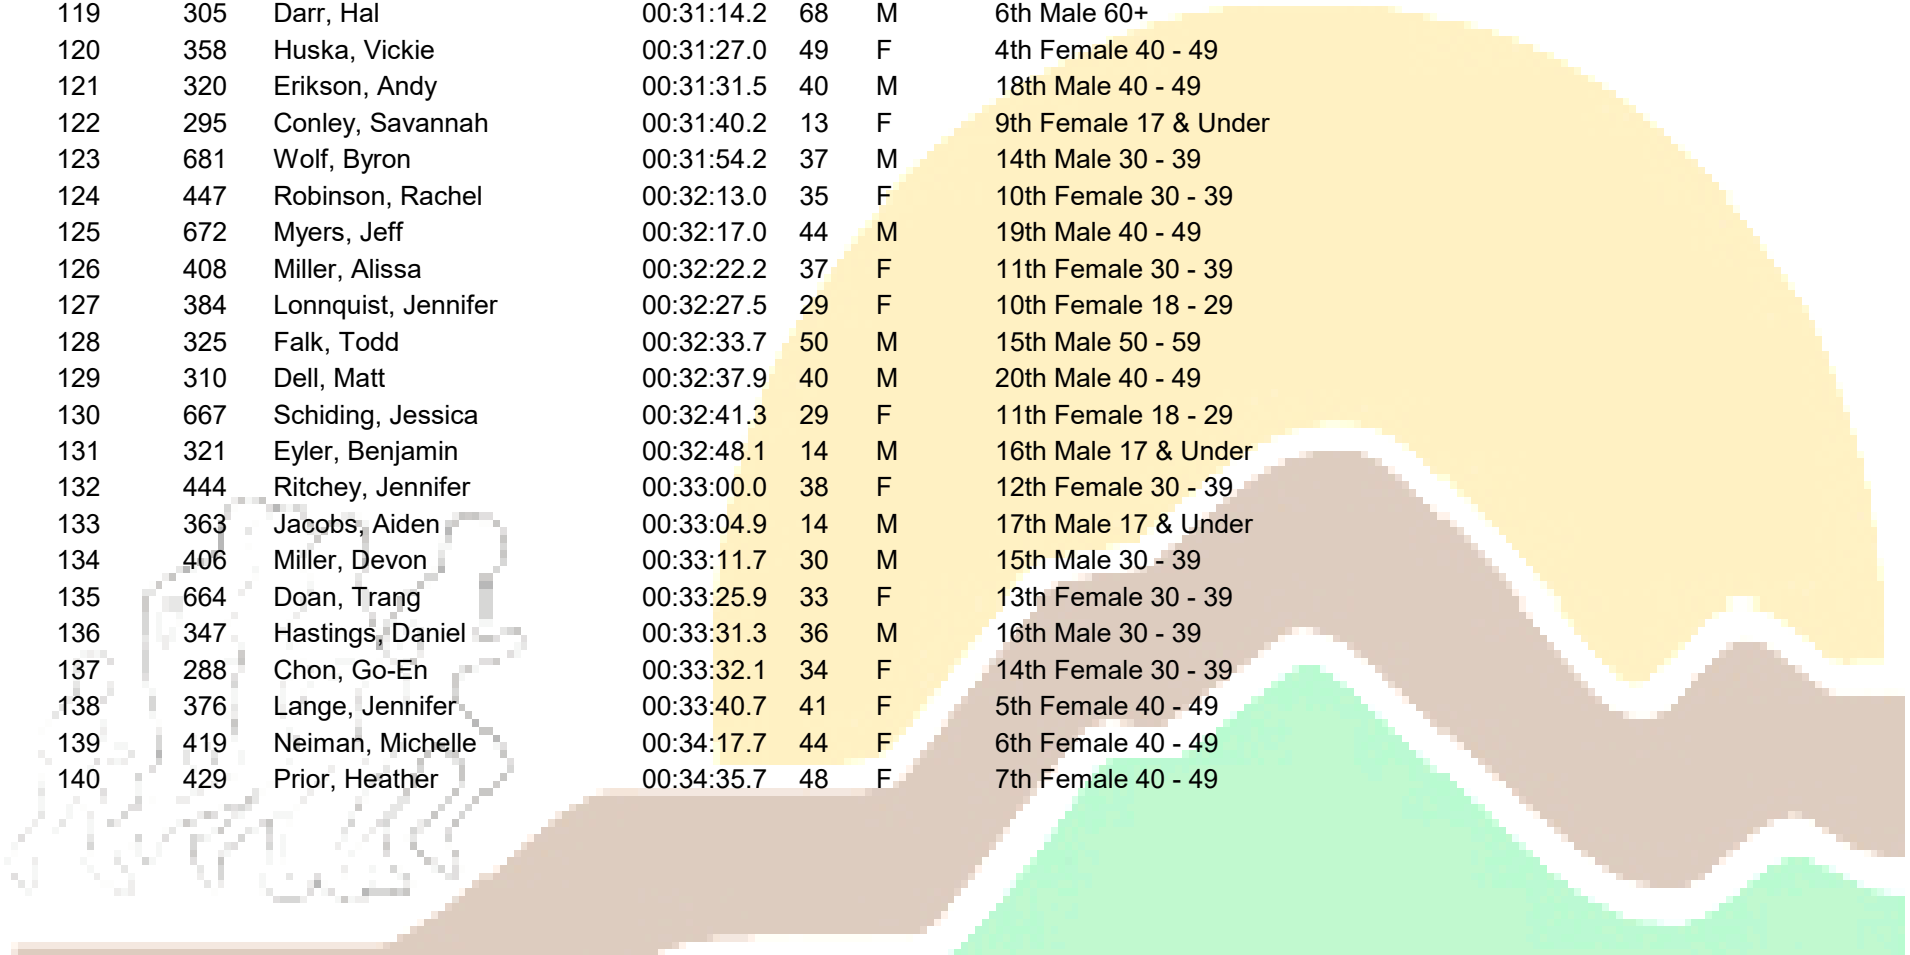 119 305 Darr, Hal 00:31:14.2 68 M 6th Male 60+
120 358 Huska, Vickie 00:31:27.0 49 F 4th Female 40 - 49
121 320 Erikson, Andy 00:31:31.5 40 M 18th Male 40 - 49
122 295 Conley, Savannah 00:31:40.2 13 F 9th Female 17 & Under
123 681 Wolf, Byron 00:31:54.2 37 M 14th Male 30 - 39
124 447 Robinson, Rachel 00:32:13.0 35 F 10th Female 30 - 39
125 672 Myers, Jeff 00:32:17.0 44 M 19th Male 40 - 49
126 408 Miller, Alissa 00:32:22.2 37 F 11th Female 30 - 39
127 384 Lonnquist, Jennifer 00:32:27.5 29 F 10th Female 18 - 29
128 325 Falk, Todd 00:32:33.7 50 M 15th Male 50 - 59
129 310 Dell, Matt 00:32:37.9 40 M 20th Male 40 - 49
130 667 Schiding, Jessica 00:32:41.3 29 F 11th Female 18 - 29
131 321 Eyler, Benjamin 00:32:48.1 14 M 16th Male 17 & Under
132 444 Ritchey, Jennifer 00:33:00.0 38 F 12th Female 30 - 39
133 363 Jacobs, Aiden 00:33:04.9 14 M 17th Male 17 & Under
134 406 Miller, Devon 00:33:11.7 30 M 15th Male 30 - 39
135 664 Doan, Trang 00:33:25.9 33 F 13th Female 30 - 39
136 347 Hastings, Daniel 00:33:31.3 36 M 16th Male 30 - 39
137 288 Chon, Go-En 00:33:32.1 34 F 14th Female 30 - 39
138 376 Lange, Jennifer 00:33:40.7 41 F 5th Female 40 - 49
139 419 Neiman, Michelle 00:34:17.7 44 F 6th Female 40 - 49
140 429 Prior, Heather 00:34:35.7 48 F 7th Female 40 - 49